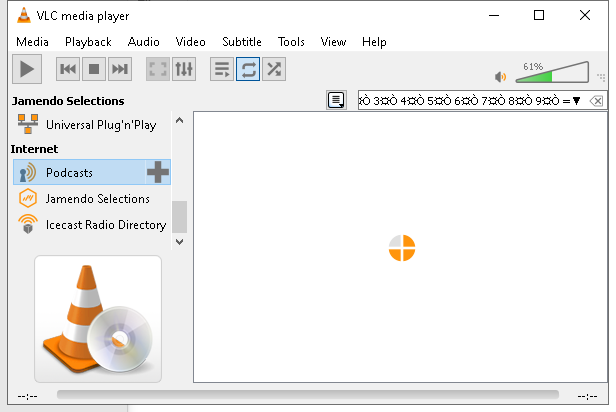 VLC media player
Media Playback Audio Video Subtitle Tools View Help
61%
Jamendo Selections
Universal Plug'n'Play
Internet
Podcasts
Jamendo Selections
Icecast Radio Directory
3¤Ò 4¤Ò 5¤Ò 6¤Ò 7¤Ò 8¤Ò 9¤Ò =▼
--:-- --:--